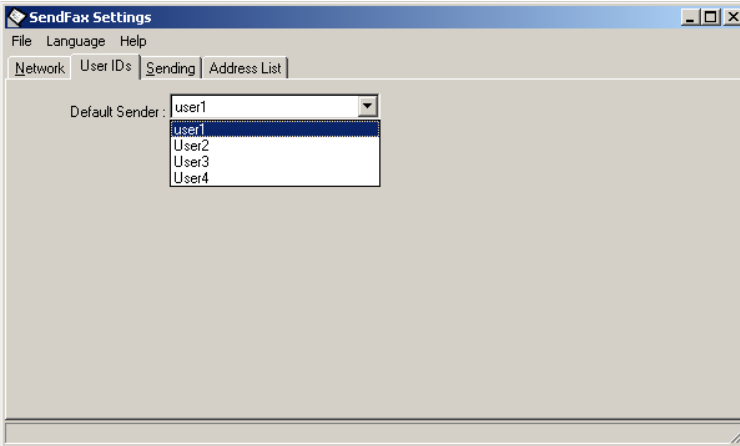 SendFax Settings
File Language Help
Network User IDs Sending Address List
Default Sender : user1
user1
User2
User3
User4